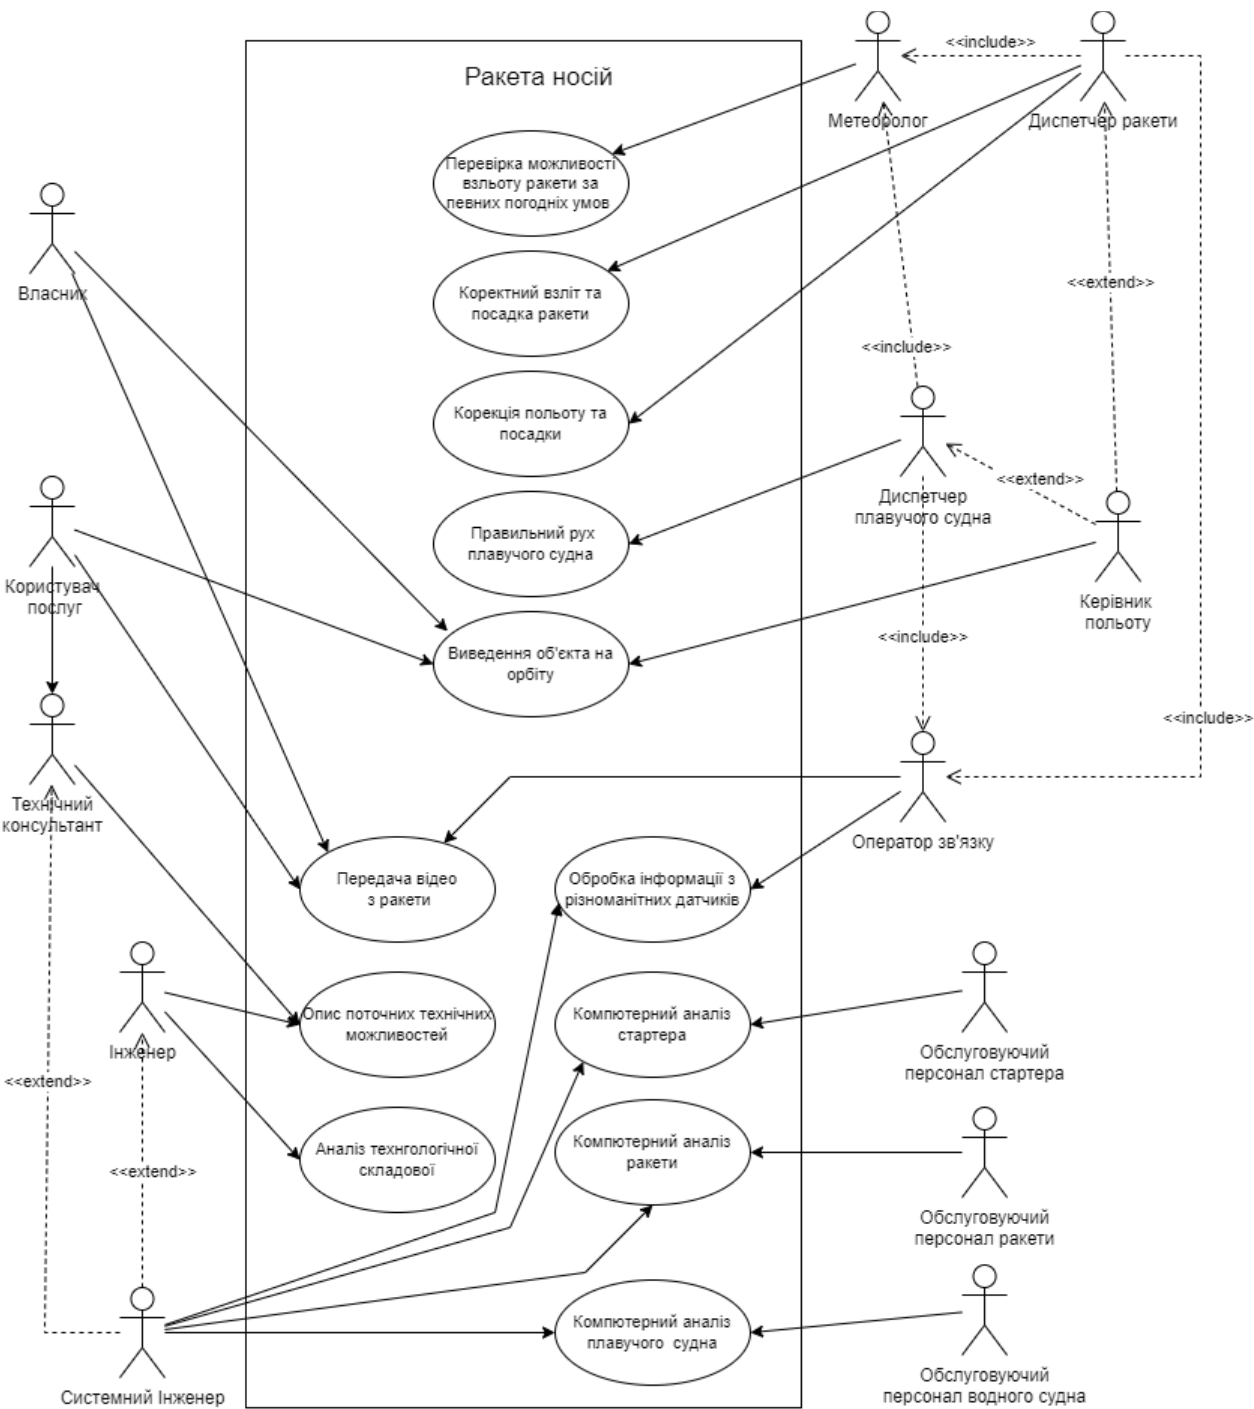 Ракета носій
<<include>>
Метеоролог
Диспетчер ракети
Перевірка можливості
взльоту ракети за
певних погодніх умов
Власник
Коректний взліт та
посадка ракети
<<extend>>
<<include>>
Корекція польоту та
посадки
<<extend>>
Диспетчер
плавучого судна
Правильний рух
плавучого судна
Користувач
послуг
Керівник
польоту
<<include>>
Виведення об'єкта на
орбіту
<<include>>
Технічний
консультант
Оператор зв'язку
Передача відео
з ракети
Обробка інформації з
різноманітних датчиків
Опис поточних технічних
можливостей
Компютерний аналіз
стартера
Інженер
Обслуговуючий
персонал стартера
<<extend>>
Аналіз технгологічної
складової
Компютерний аналіз
ракети
<<extend>>
Обслуговуючий
персонал ракети
Компютерний аналіз
плавучого судна
Системний Інженер
Обслуговуючий
персонал водного судна